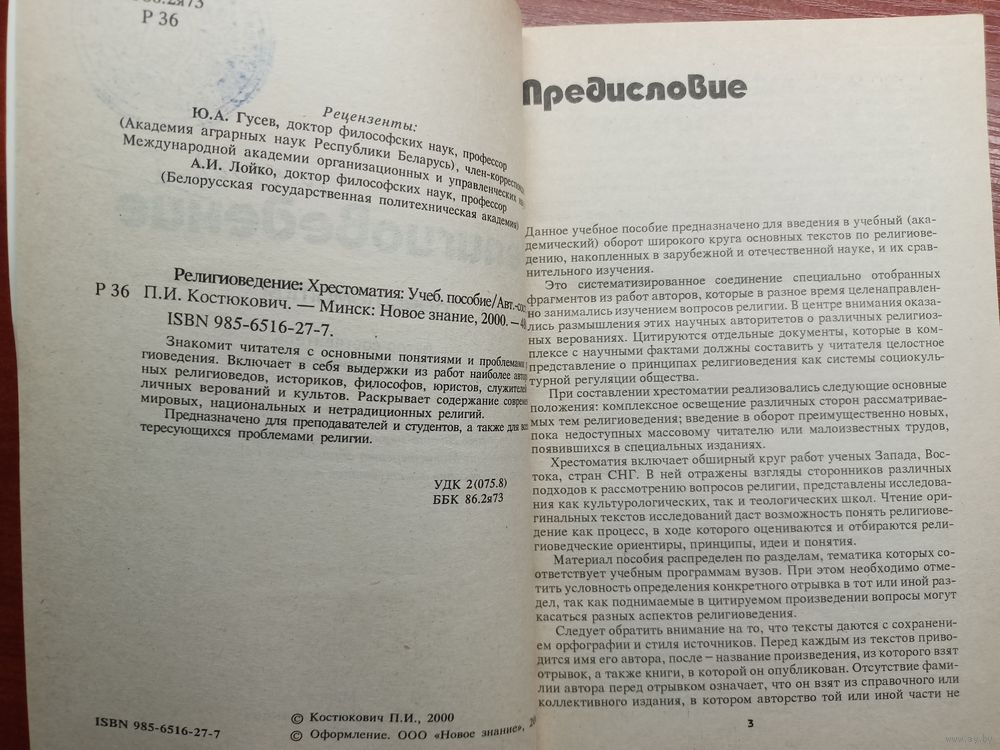 86.2я73
Р 36
Рецензенты:
Ю.А. Гусев, доктор философских наук, профессор
(Академия аграрных наук Республики Беларусь), член-корреспон
Международной академии организационных и управленческих
А.И. Лойко, доктор философских наук, профессор
(Белорусская государственная политехническая академия)
Религиоведение: Хрестоматия: Учеб. пособие/Авт.-сос
Р 36 П.И. Костюкович. — Минск: Новое знание, 2000. —
ISBN 985-6516-27-7.
Знакомит читателя с основными понятиями и проблемами
гиоведения. Включает в себя выдержки из работ наиболее автор
ных религиоведов, историков, философов, юристов, служителей
личных верований и культов. Раскрывает содержание современ
мировых, национальных и нетрадиционных религий.
Предназначено для преподавателей и студентов, а также для
тересующихся проблемами религии.
УДК 2(075.8)
ББК 86.2я73
ISBN 985-6516-27-7
© Костюкович П.И., 2000
© Оформление. ООО «Новое знание»,
Предисловие
Данное учебное пособие предназначено для введения в учебный (ака-
демический) оборот широкого круга основных текстов по религиове-
дению, накопленных в зарубежной и отечественной науке, и их срав-
нительного изучения.
Это систематизированное соединение специально отобранных
фрагментов из работ авторов, которые в разное время целенаправлен-
но занимались изучением вопросов религии. В центре внимания оказа-
лись размышления этих научных авторитетов о различных религиоз-
ных верованиях. Цитируются отдельные документы, которые в ком-
плексе с научными фактами должны составить у читателя целостное
представление о принципах религиоведения как системы социокуль-
турной регуляции общества.
При составлении хрестоматии реализовались следующие основные
положения: комплексное освещение различных сторон рассматривае-
мых тем религиоведения; введение в оборот преимущественно новых,
пока недоступных массовому читателю или малоизвестных трудов,
появившихся в специальных изданиях.
Хрестоматия включает обширный круг работ ученых Запада, Вос-
тока, стран СНГ. В ней отражены взгляды сторонников различных
подходов к рассмотрению вопросов религии, представлены исследова-
ния как культурологических, так и теологических школ. Чтение ори-
гинальных текстов исследований даст возможность понять религиове-
дение как процесс, в ходе которого оцениваются и отбираются рели-
гиоведческие ориентиры, принципы, идеи и понятия.
Материал пособия распределен по разделам, тематика которых со-
ответствует учебным программам вузов. При этом необходимо отме-
тить условность определения конкретного отрывка в тот или иной раз-
дел, так как поднимаемые в цитируемом произведении вопросы могут
касаться разных аспектов религиоведения.
Следует обратить внимание на то, что тексты даются с сохранени-
ем орфографии и стиля источников. Перед каждым из текстов приво-
дится имя его автора, после – название произведения, из которого взят
отрывок, а также книги, в которой он опубликован. Отсутствие фами-
лии автора перед отрывком означает, что он взят из справочного или
коллективного издания, в котором авторство той или иной части не
3
www.ay.by